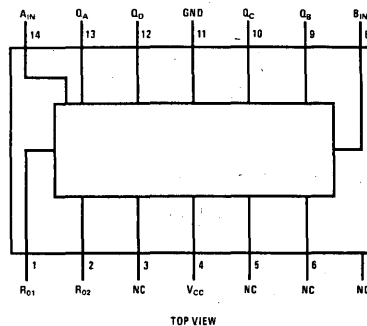 A_IN Q_A Q_D GND Q_C Q_B B_IN
14 13 12 11 10 9 8
1 2 3 4 5 6
R_01 R_02 NC V_CC NC NC NC
TOP VIEW